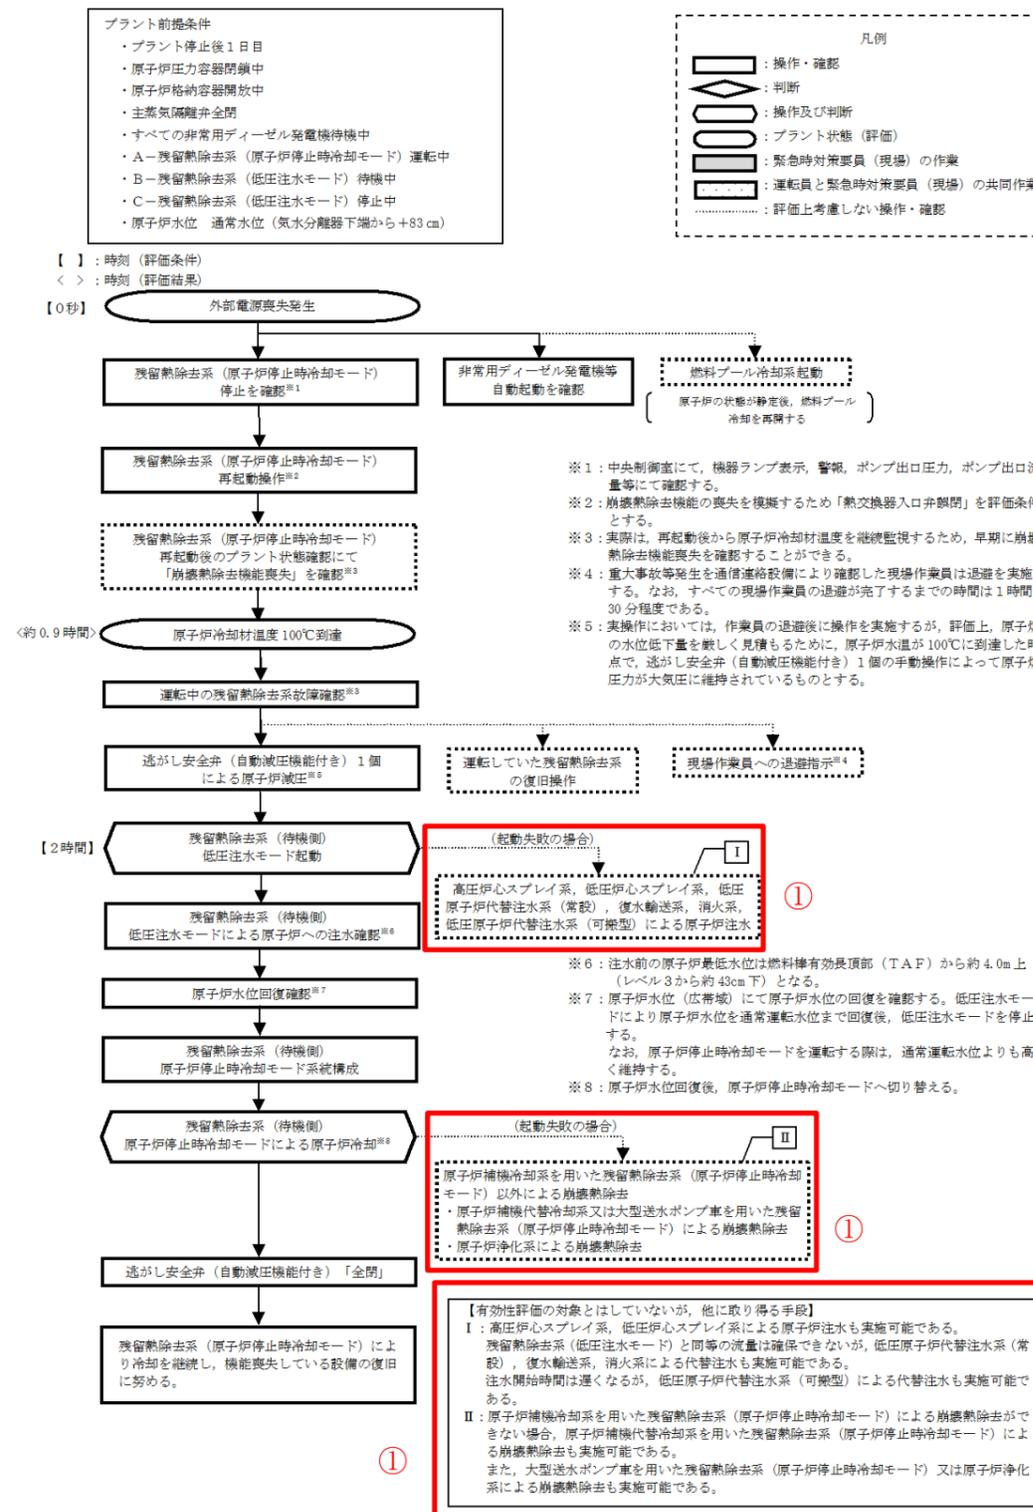 プラント前提条件
・プラント停止後1日目
・原子炉圧力容器閉鎖中
・原子炉格納容器開放中
・主蒸気隔離弁全閉
・すべての非常用ディーゼル発電機待機中
・A－残留熱除去系（原子炉停止時冷却モード）運転中
・B－残留熱除去系（低圧注水モード）待機中
・C－残留熱除去系（低圧注水モード）停止中
・原子炉水位　通常水位（気水分離器下端から＋83㎝）
凡例
：操作・確認
：判断
：操作及び判断
：プラント状態（評価）
：緊急時対策要員（現場）の作業
：運転員と緊急時対策要員（現場）の共同作業
：評価上考慮しない操作・確認
【　】：時刻（評価条件）
＜　＞：時刻（評価結果）
【0秒】
外部電源喪失発生
残留熱除去系（原子炉停止時冷却モード）
停止を確認※1
非常用ディーゼル発電機等
自動起動を確認
燃料プール冷却系起動
原子炉の状態が静定後，燃料プール
冷却を再開する
残留熱除去系（原子炉停止時冷却モード）
再起動操作※2
残留熱除去系（原子炉停止時冷却モード）
再起動後のプラント状態確認にて
「崩壊熱除去機能喪失」を確認※3
<約0.9時間>
原子炉冷却材温度100℃到達
運転中の残留熱除去系故障確認※3
※1：中央制御室にて，機器ランプ表示，警報，ポンプ出口圧力，ポンプ出口流
量等にて確認する。
※2：崩壊熱除去機能の喪失を模擬するため「熱交換器入口弁誤閉」を評価条件
とする。
※3：実際は，再起動後から原子炉冷却材温度を継続監視するため，早期に崩壊
熱除去機能喪失を確認することができる。
※4：重大事故等発生を通信連絡設備により確認した現場作業員は退避を実施
する。なお，すべての現場作業員の退避が完了するまでの時間は1時間
30分程度である。
※5：実操作においては，作業員の退避後に操作を実施するが，評価上，原子炉
の水位低下量を厳しく見積もるために，原子炉水温が100℃に到達した時
点で，逃がし安全弁（自動減圧機能付き）1個の手動操作によって原子炉
圧力が大気圧に維持されているものとする。
逃がし安全弁（自動減圧機能付き）1個
による原子炉減圧※5
運転していた残留熱除去系
の復旧操作
現場作業員への退避指示※4
【2時間】
残留熱除去系（待機側）
低圧注水モード起動
（起動失敗の場合）
Ⅰ
高圧炉心スプレイ系，低圧炉心スプレイ系，低圧
原子炉代替注水系（常設），復水輸送系，消火系，
低圧原子炉代替注水系（可搬型）による原子炉注水
①
残留熱除去系（待機側）
低圧注水モードによる原子炉への注水確認※6
原子炉水位回復確認※7
残留熱除去系（待機側）
原子炉停止時冷却モード系統構成
※6：注水前の原子炉最低水位は燃料棒有効長頂部（TAF）から約4.0m上
（レベル3から約43cm下）となる。
※7：原子炉水位（広帯域）にて原子炉水位の回復を確認する。低圧注水モー
ドにより原子炉水位を通常運転水位まで回復後，低圧注水モードを停止
する。
なお，原子炉停止時冷却モードを運転する際は，通常運転水位よりも高
く維持する。
※8：原子炉水位回復後，原子炉停止時冷却モードへ切り替える。
残留熱除去系（待機側）
原子炉停止時冷却モードによる原子炉冷却※8
（起動失敗の場合）
Ⅱ
原子炉補機冷却系を用いた残留熱除去系（原子炉停止時冷却
モード）以外による崩壊熱除去
・原子炉補機代替冷却系又は大型送水ポンプ車を用いた残留
熱除去系（原子炉停止時冷却モード）による崩壊熱除去
・原子炉浄化系による崩壊熱除去
①
逃がし安全弁（自動減圧機能付き）「全閉」
残留熱除去系（原子炉停止時冷却モード）によ
り冷却を継続し，機能喪失している設備の復旧
に努める。
【有効性評価の対象とはしていないが，他に取り得る手段】
Ⅰ：高圧炉心スプレイ系，低圧炉心スプレイ系による原子炉注水も実施可能である。
残留熱除去系（低圧注水モード）と同等の流量は確保できないが，低圧原子炉代替注水系（常
設），復水輸送系，消火系による代替注水も実施可能である。
注水開始時間は遅くなるが，低圧原子炉代替注水系（可搬型）による代替注水も実施可能で
ある。
Ⅱ：原子炉補機冷却系を用いた残留熱除去系（原子炉停止時冷却モード）による崩壊熱除去がで
きない場合，原子炉補機代替冷却系を用いた残留熱除去系（原子炉停止時冷却モード）によ
る崩壊熱除去も実施可能である。
また，大型送水ポンプ車を用いた残留熱除去系（原子炉停止時冷却モード）又は原子炉浄化
系による崩壊熱除去も実施可能である。
①